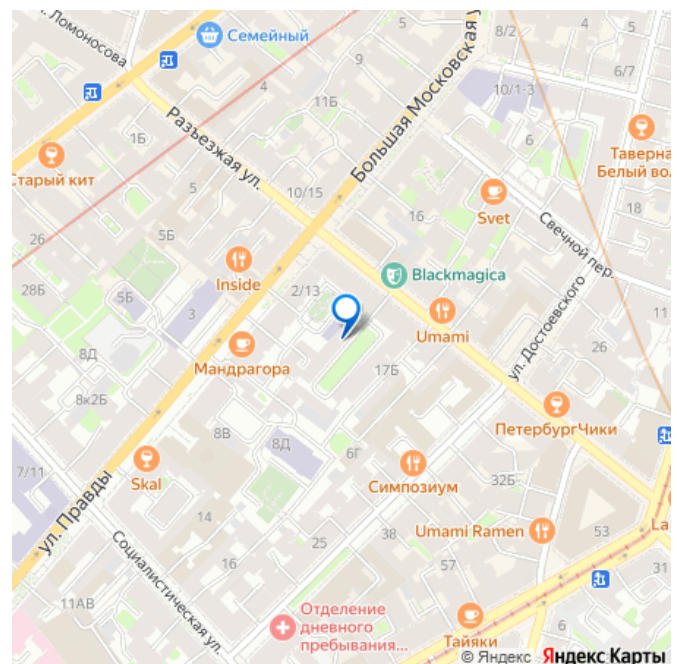 л. Ломоносова
Семейный
8/2
4
6/7
5
9
4
10/1-3
11Б
Большая Московская у
1Б
6
Разъезжая ул.
Таверна
Белый вол
Старый кит
10/15
Svet
18
16
26
5Б
Свечной пер.
Inside
Blackmagica
28Б
5Б
2/13
11
3
Umami
ул. Достоевского
26
8Д
Мандрагора
17Б
8к2Б
ПетербургЧики
8В
8Д
6Г
7/11
Skal
Симпозиум
32Б
ул. Правды
14
Umami Ramen
53
La
25
38
Социалистическая ул.
16
57
31
11АВ
Отделение
дневного
пребывания...
Тайяки
© Яндекс Яндекс Карты